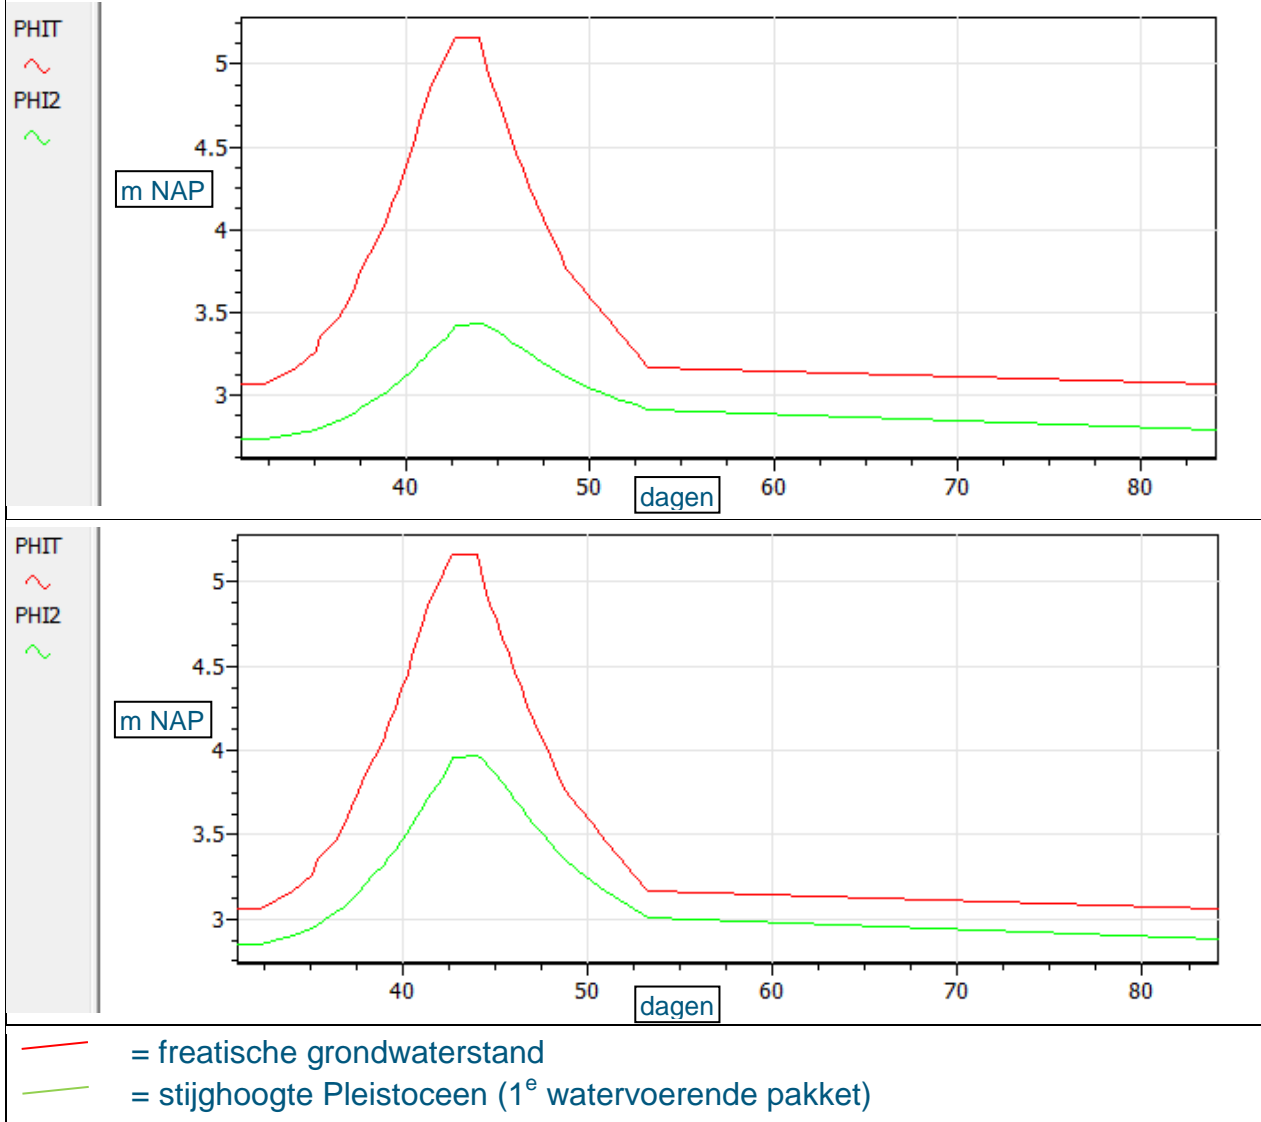 PHIT
PHI2
m NAP
5
4.5
4
3.5
3
40
50
60
70
80
dagen
PHIT
PHI2
m NAP
5
4.5
4
3.5
3
40
50
60
70
80
dagen
= freatische grondwaterstand
= stijghoogte Pleistoceen (1e watervoerende pakket)